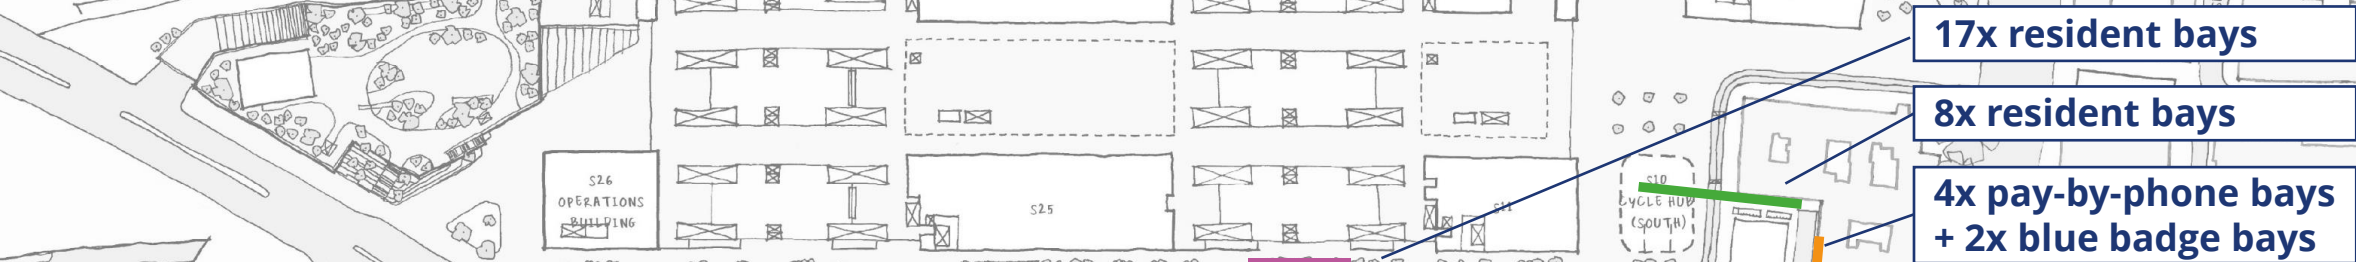 17x resident bays
8x resident bays
4x pay-by-phone bays
+ 2x blue badge bays
S26
OPERATIONS
BUILDING
S25
S11
S10
CYCLE HUB
(SOUTH)